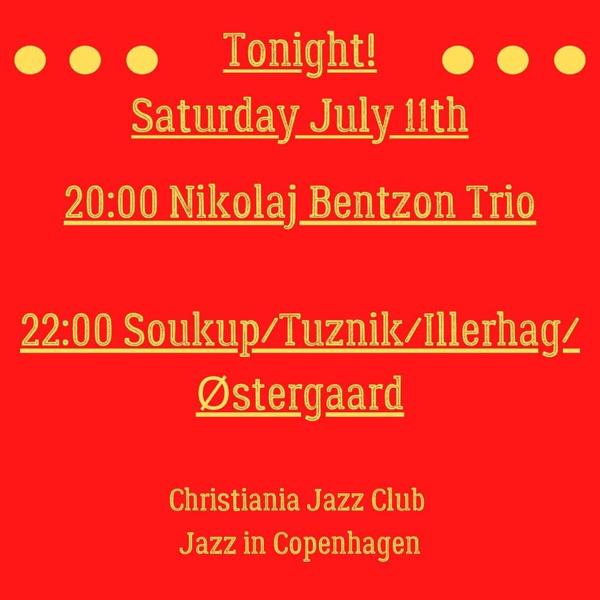 Tonight!
Saturday July 11th
20:00 Nikolaj Bentzon Trio
22:00 Soukup/Tuznik/Illerhag/
Østergaard
Christiania Jazz Club
Jazz in Copenhagen